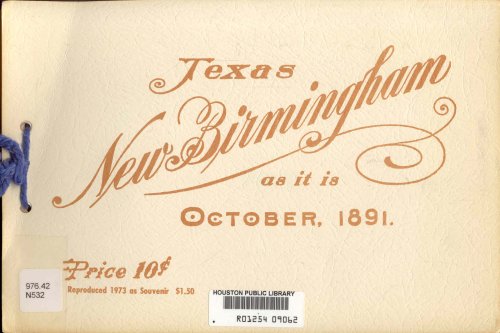 Texas
New Birmingham
as it is
OCTOBER, 1891.
Price 10¢
Reproduced 1973 as Souvenir $1.50
976.42
N532
HOUSTON PUBLIC LIBRARY
R01254 09062